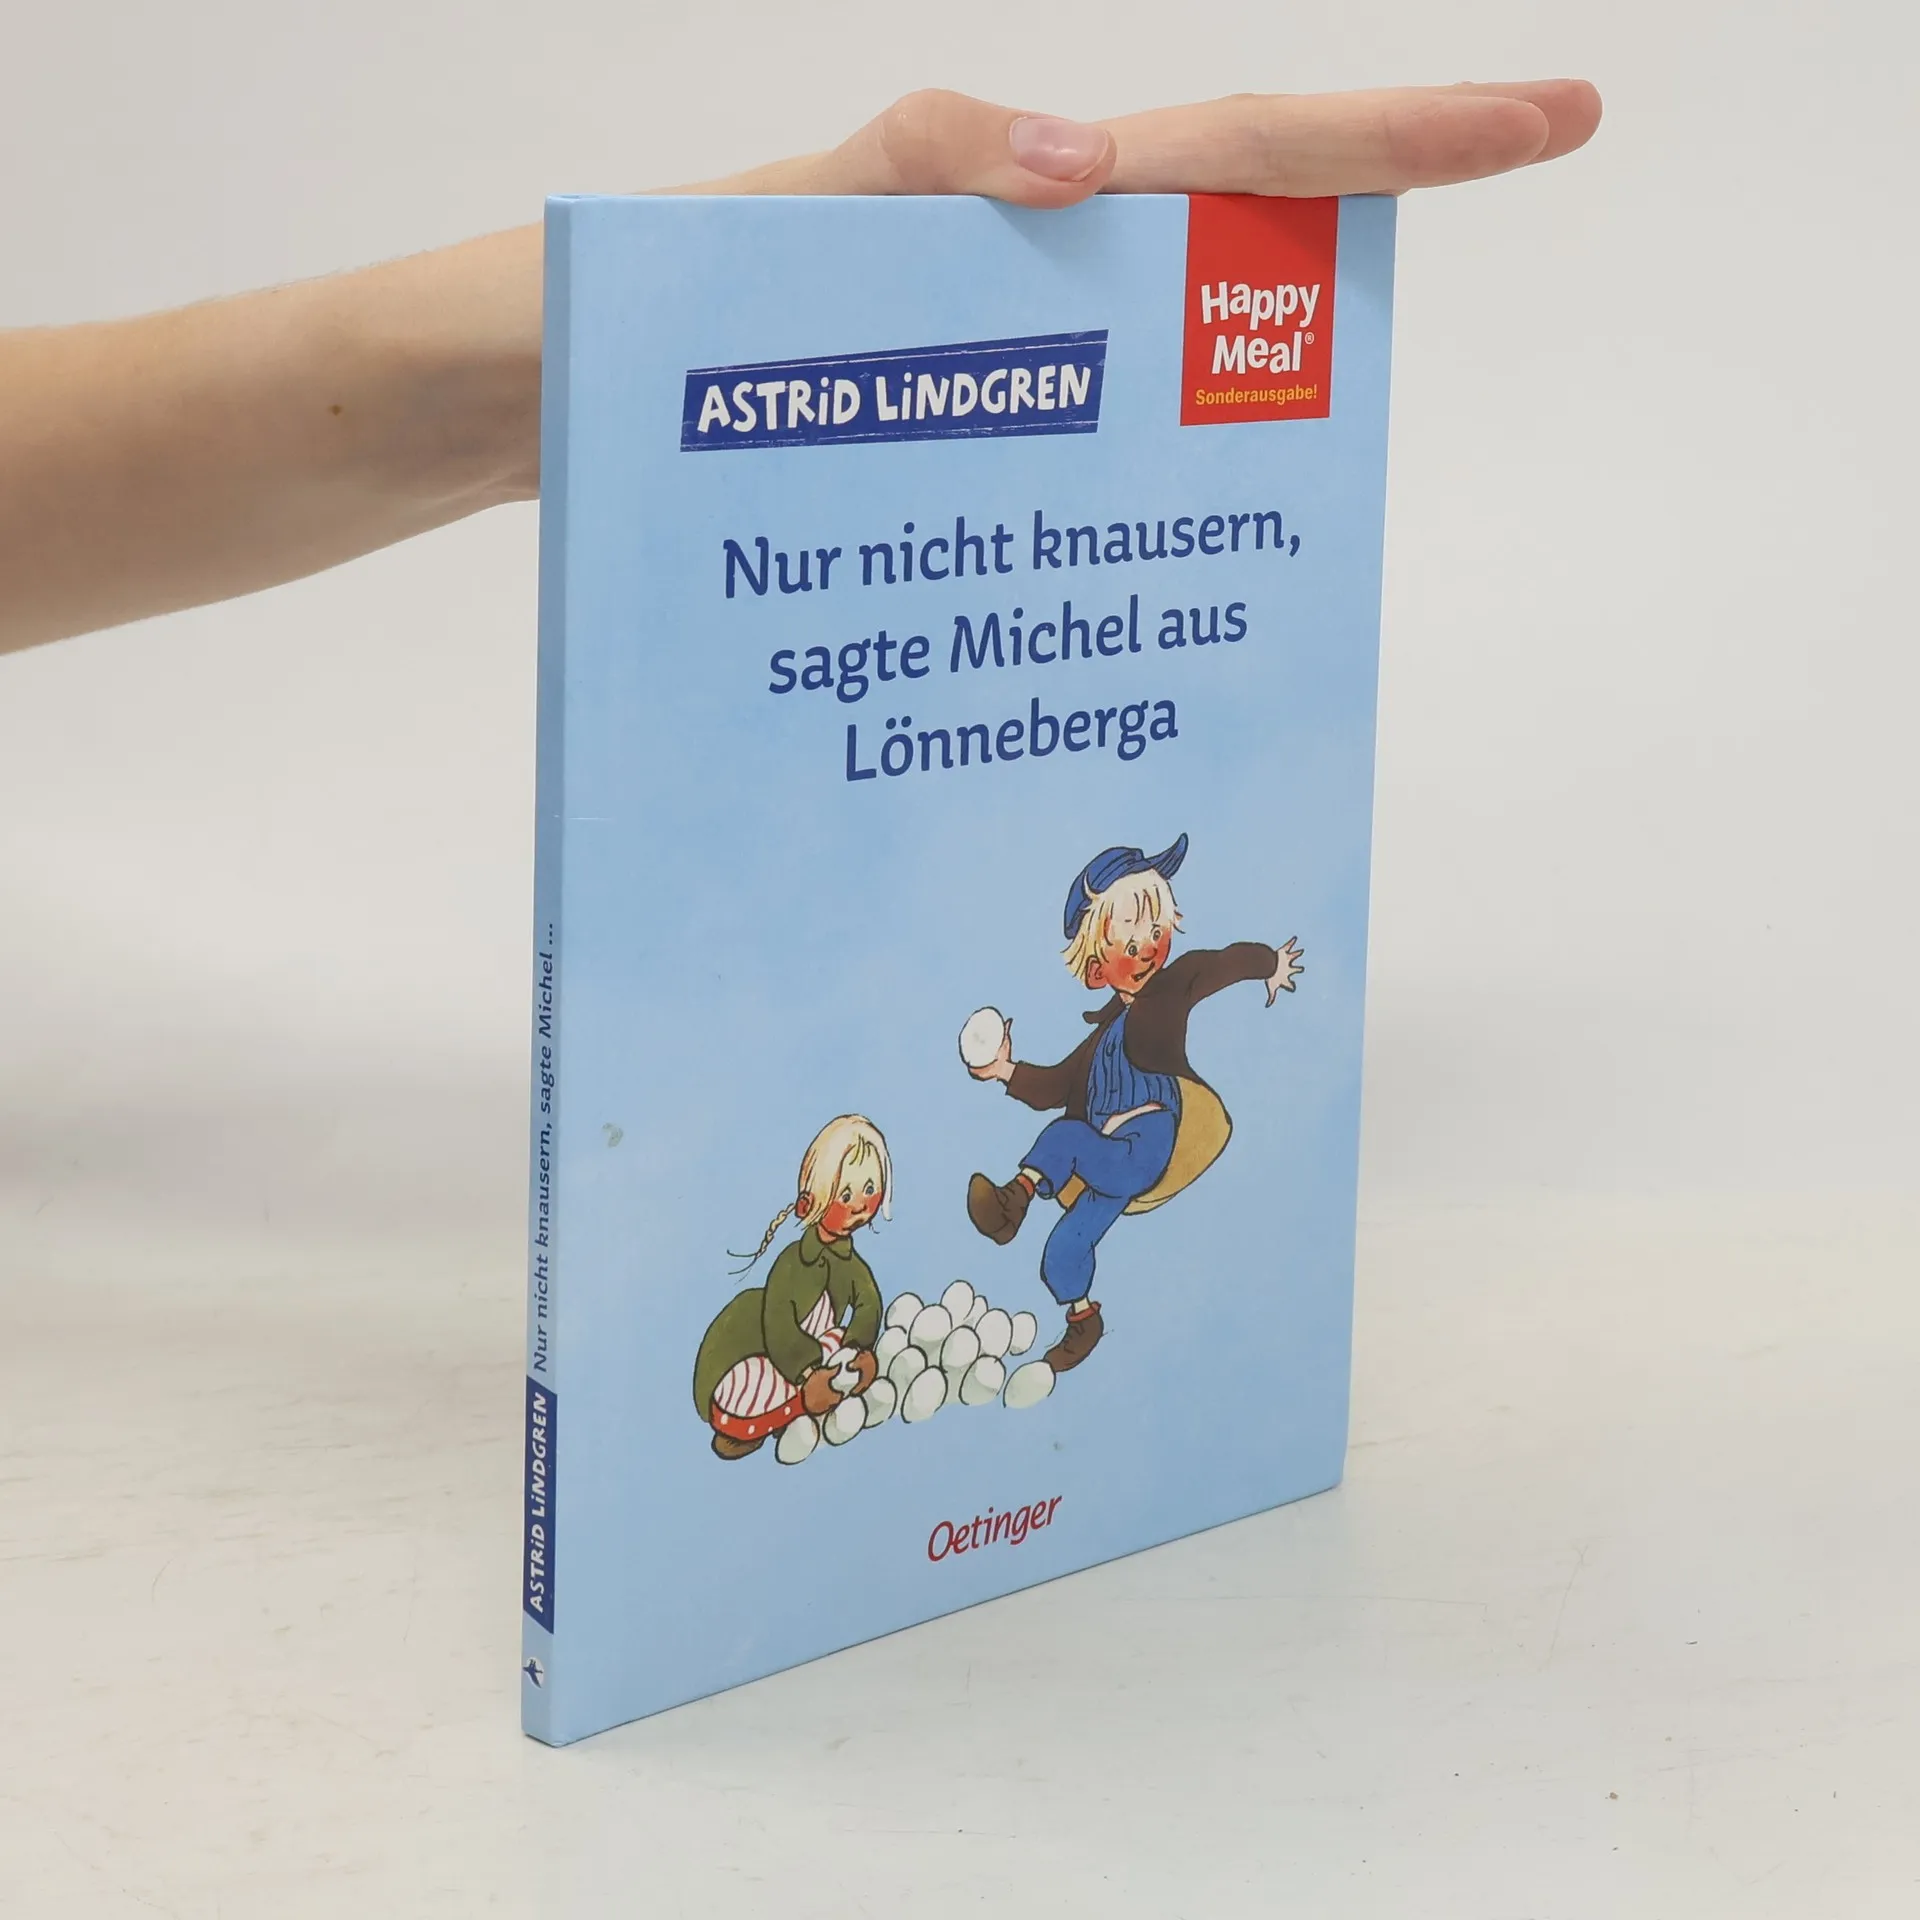 Happy
Meal®
Sonderausgabe!
ASTRiD LiNDGREN
Nur nicht knausern,
sagte Michel aus
Lönneberga
Oetinger
ASTRiD LiNDGREN Nur nicht knausern, sagte Michel ...